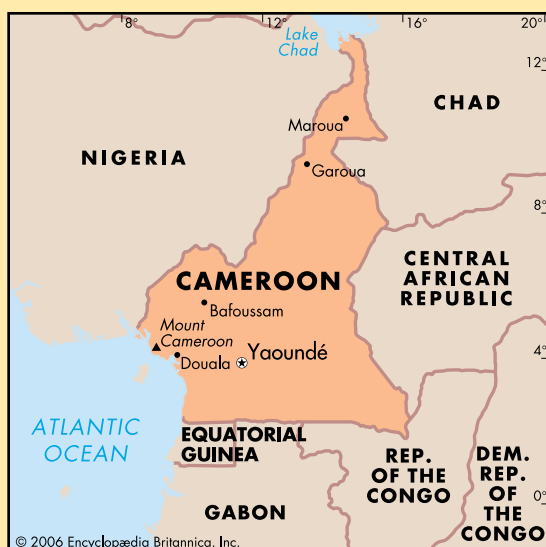 8°
12°
16°
20°
Lake
Chad
12°
CHAD
Maroua
NIGERIA
Garoua
8°
CENTRAL
AFRICAN
REPUBLIC
CAMEROON
Bafoussam
Mount
Cameroon
4°
Douala
Yaoundé
ATLANTIC
OCEAN
EQUATORIAL
GUINEA
REP.
OF THE
CONGO
DEM.
REP.
OF
THE
CONGO
0°
GABON
© 2006 Encyclopædia Britannica, Inc.